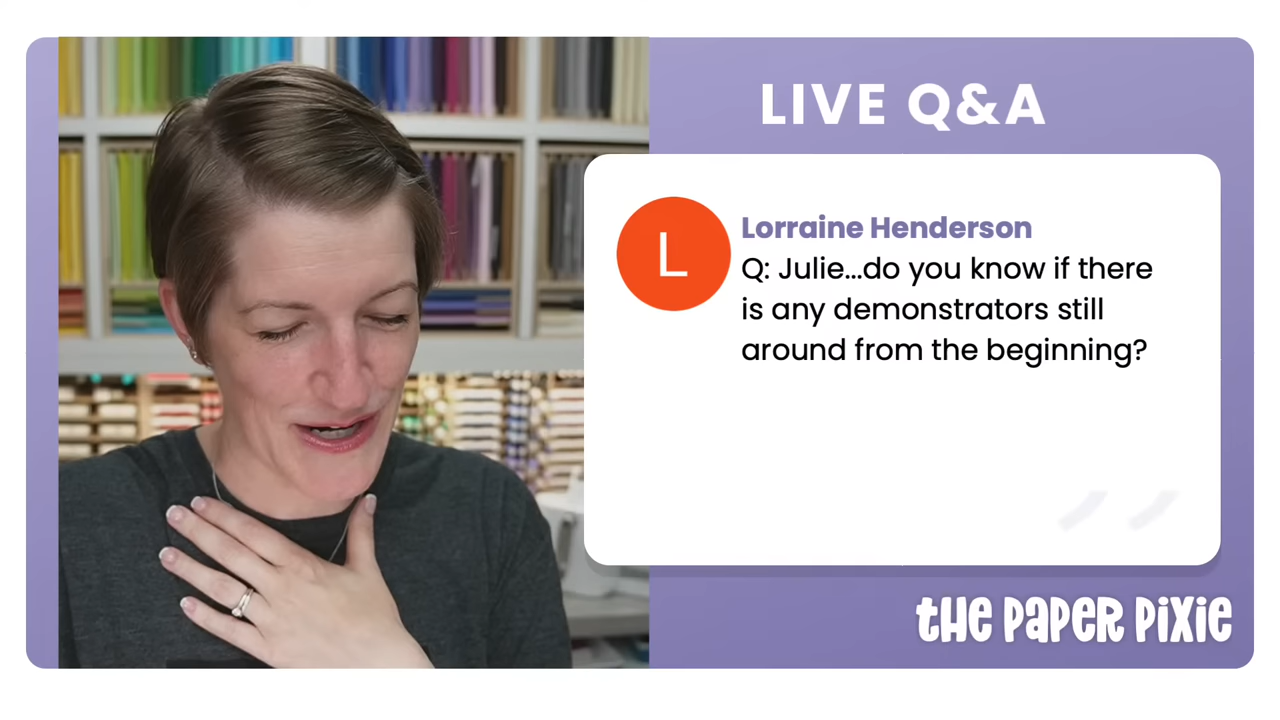 LIVE Q&A
L
Lorraine Henderson
Q: Julie...do you know if there
is any demonstrators still
around from the beginning?
the PAPER PiXiE